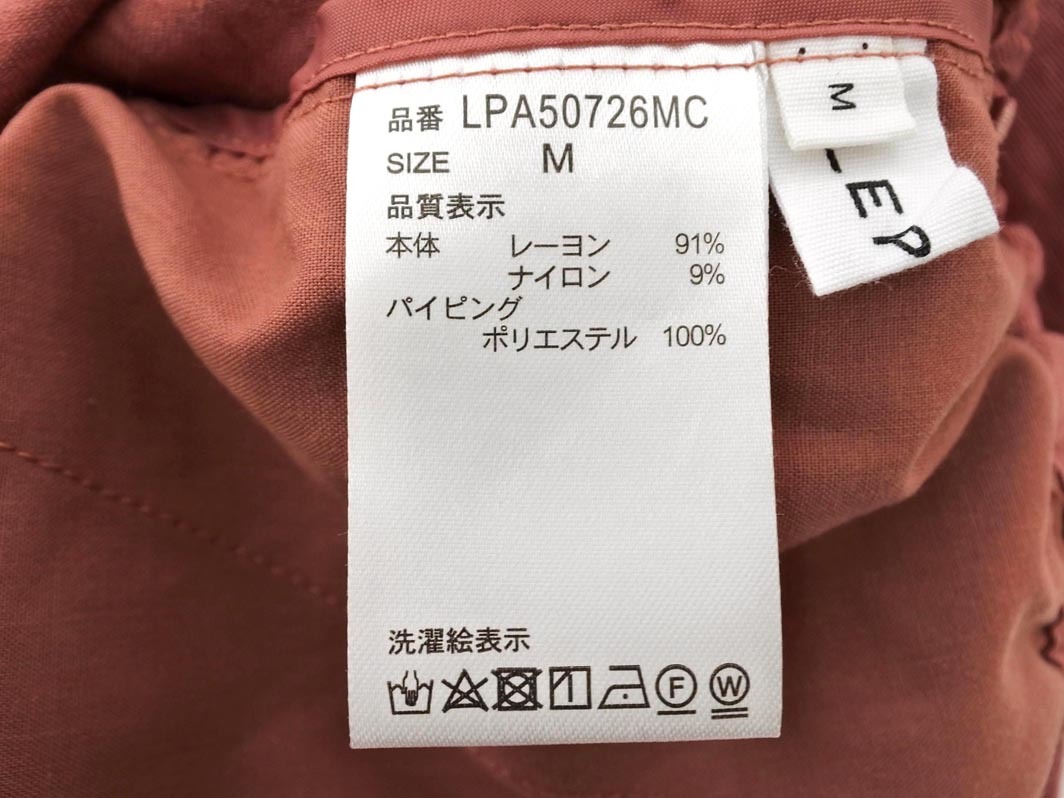 品番 LPA50726MC
SIZE M
品質表示
本体 レーヨン 91%
ナイロン 9%
パイピング
ポリエステル 100%
洗濯絵表示
F W
M